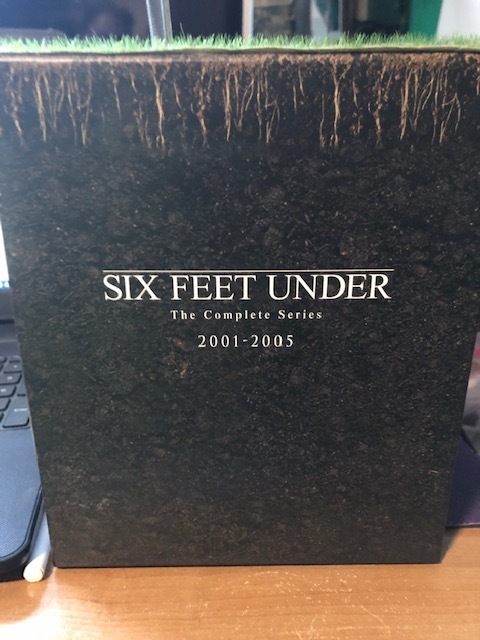 SIX FEET UNDER
The Complete Series
2001-2005